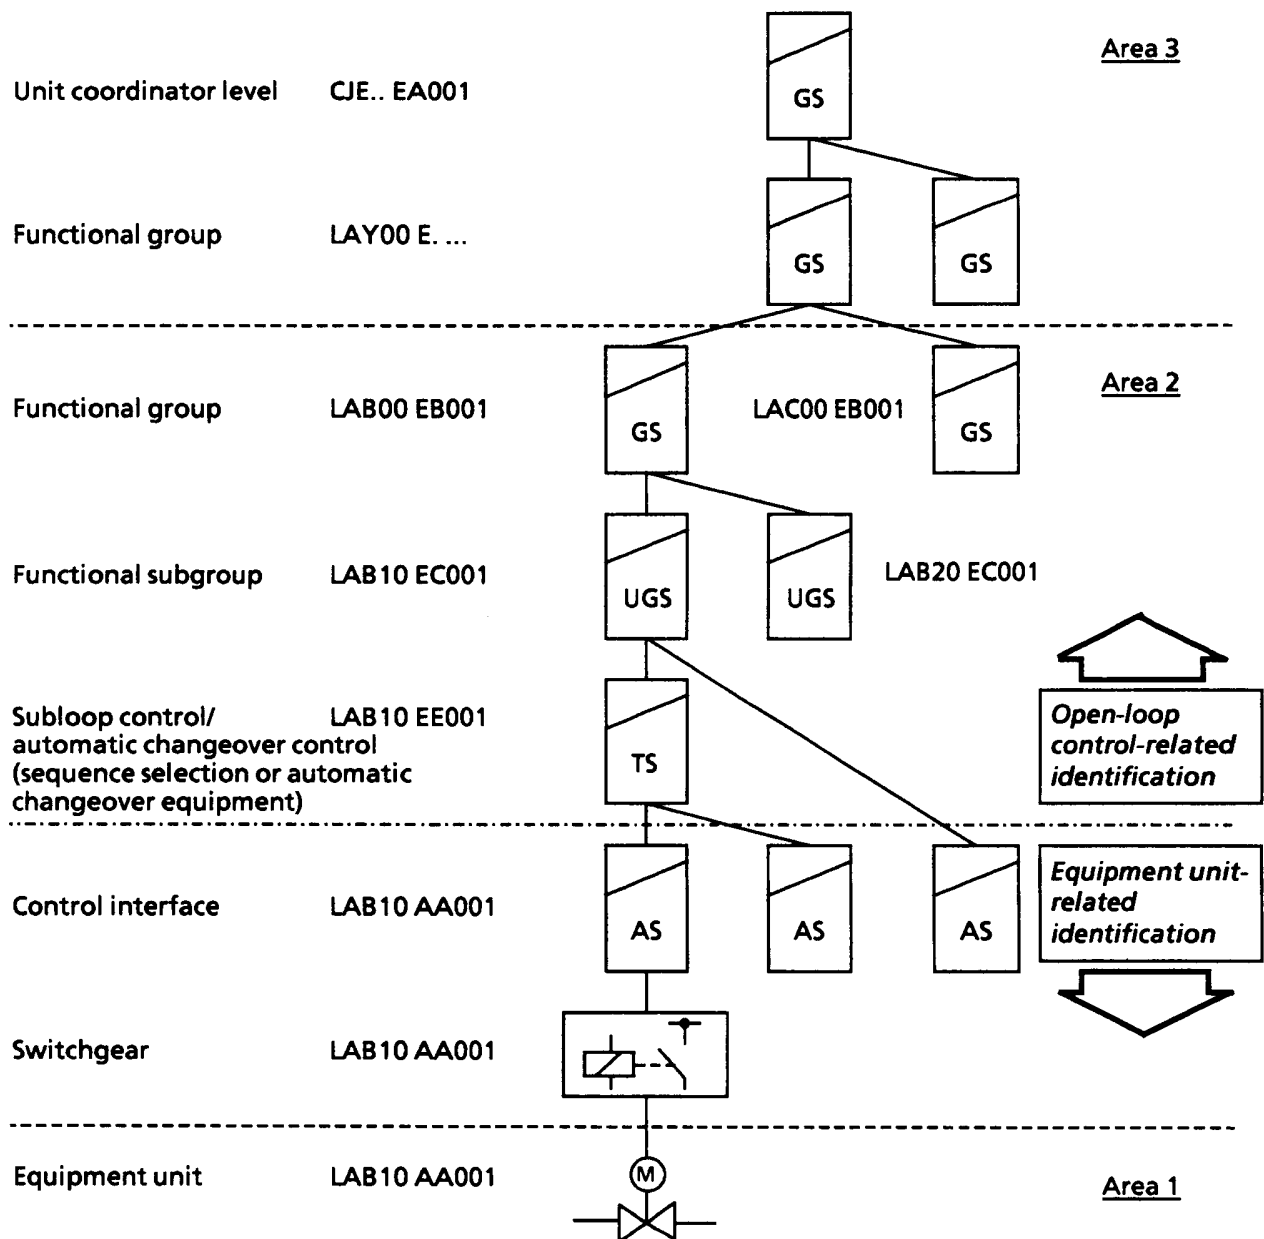 Area 3
Unit coordinator level CJE.. EA001
GS
Functional group LAY00 E. ...
GS GS
Area 2
Functional group LAB00 EB001 LAC00 EB001
GS GS
Functional subgroup LAB10 EC001 LAB20 EC001
UGS UGS
Subloop control/ LAB10 EE001
automatic changeover control
(sequence selection or automatic
changeover equipment)
TS
Open-loop
control-related
identification
Control interface LAB10 AA001
AS AS AS
Equipment unit-
related
identification
Switchgear LAB10 AA001
Equipment unit LAB10 AA001
M
Area 1